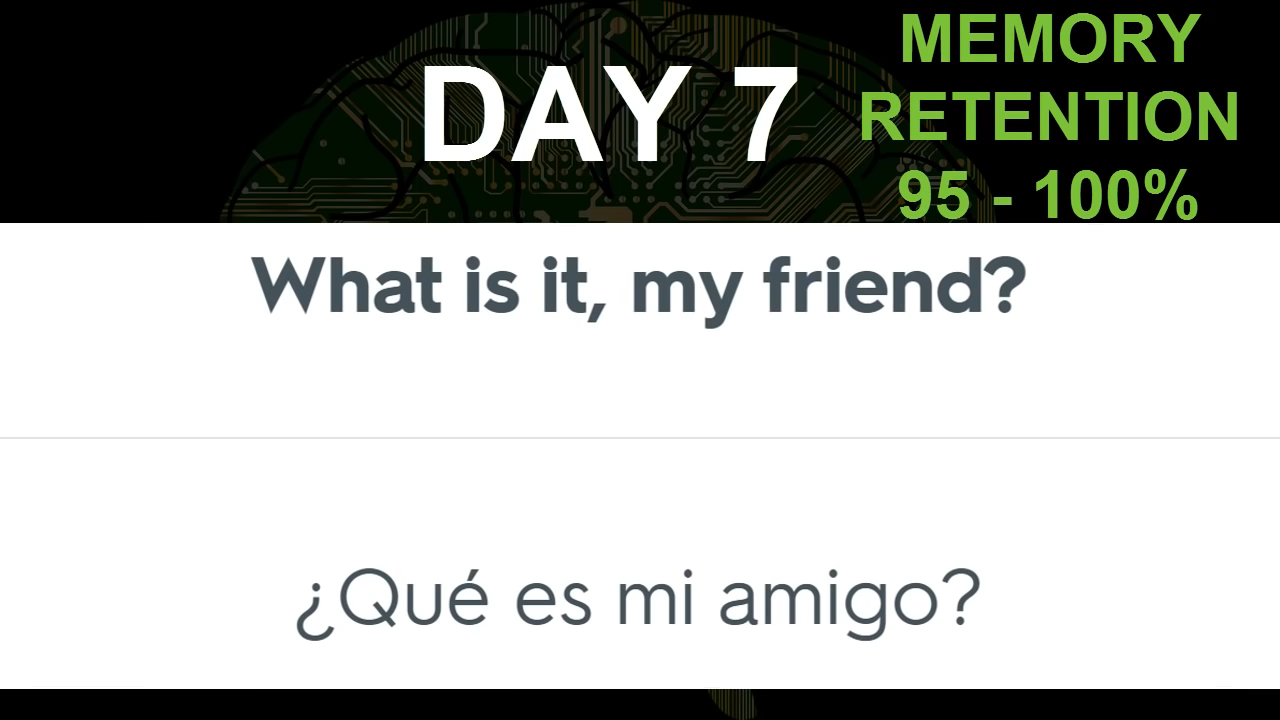 DAY 7
MEMORY
RETENTION
95 - 100%
What is it, my friend?
¿Qué es mi amigo?